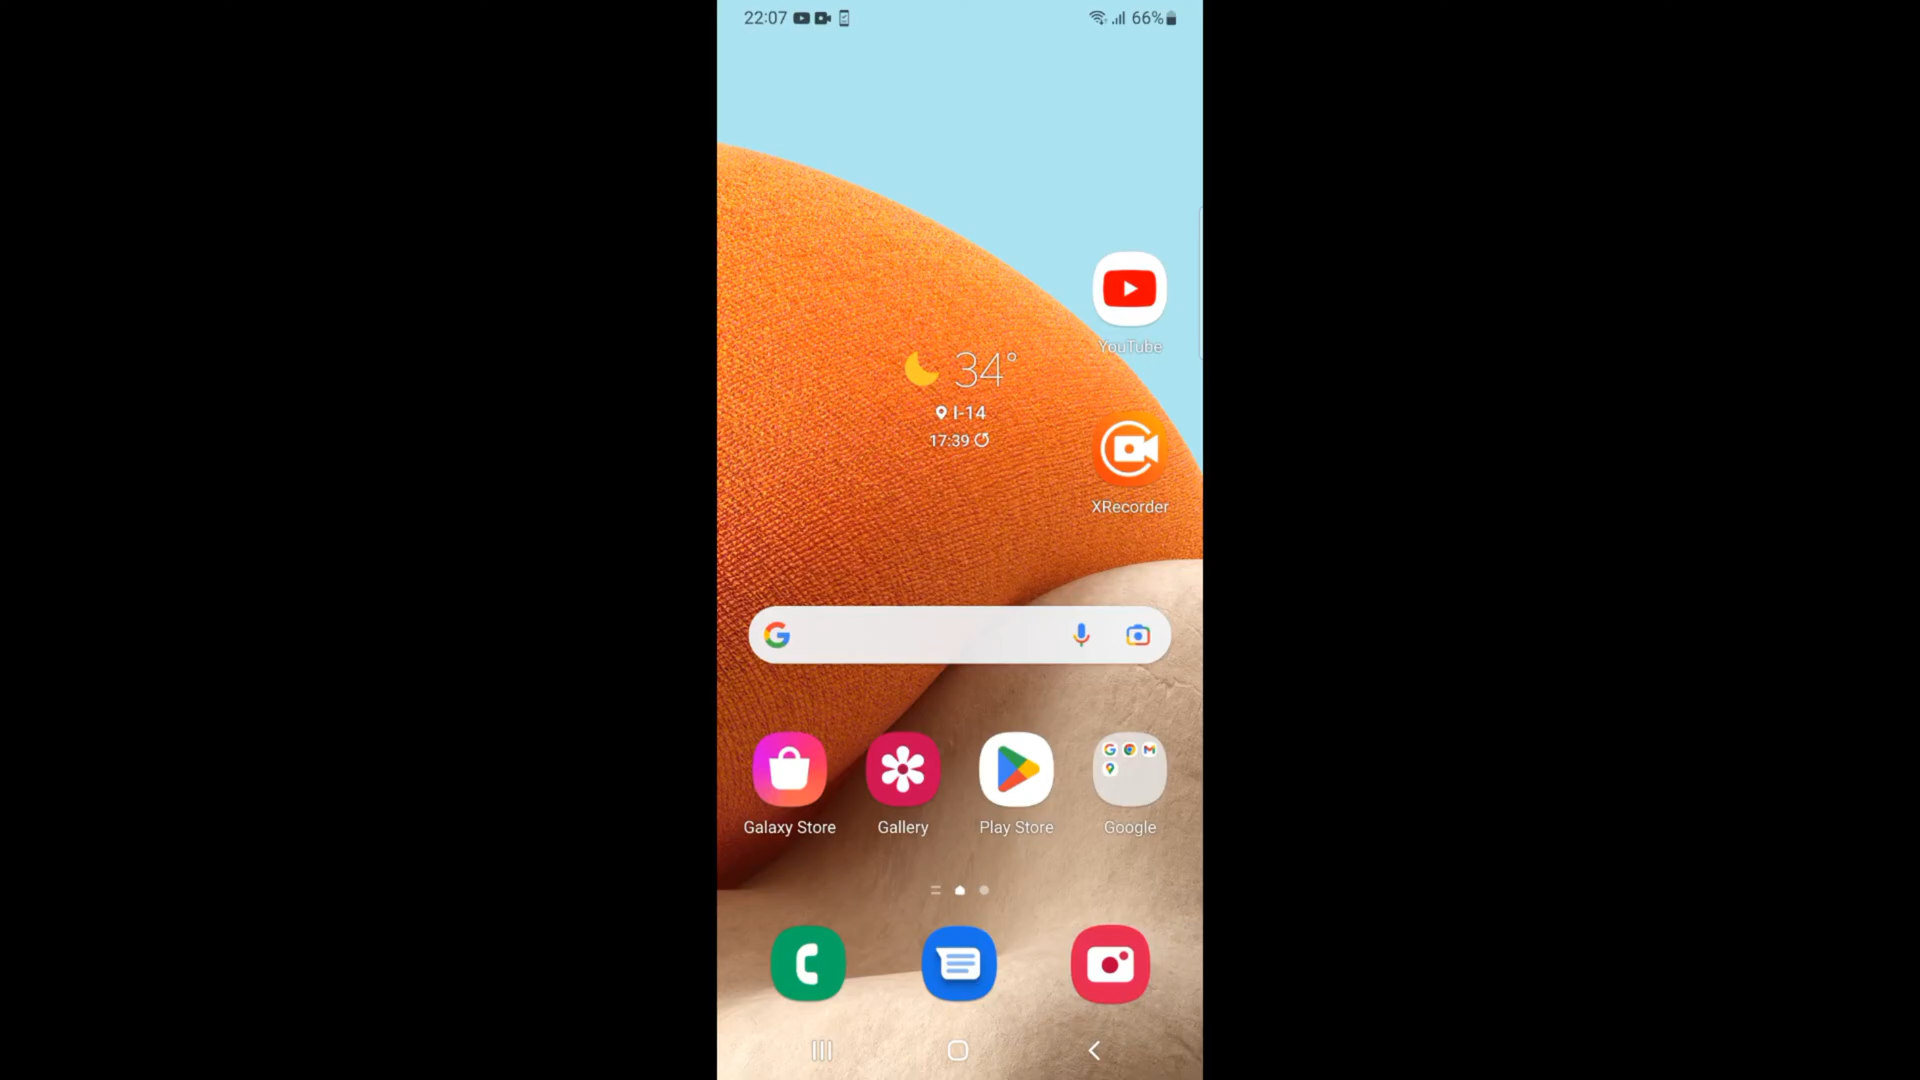 22:07
66%
YouTube
34°
I-14
17:39
XRecorder
Galaxy Store
Gallery
Play Store
Google